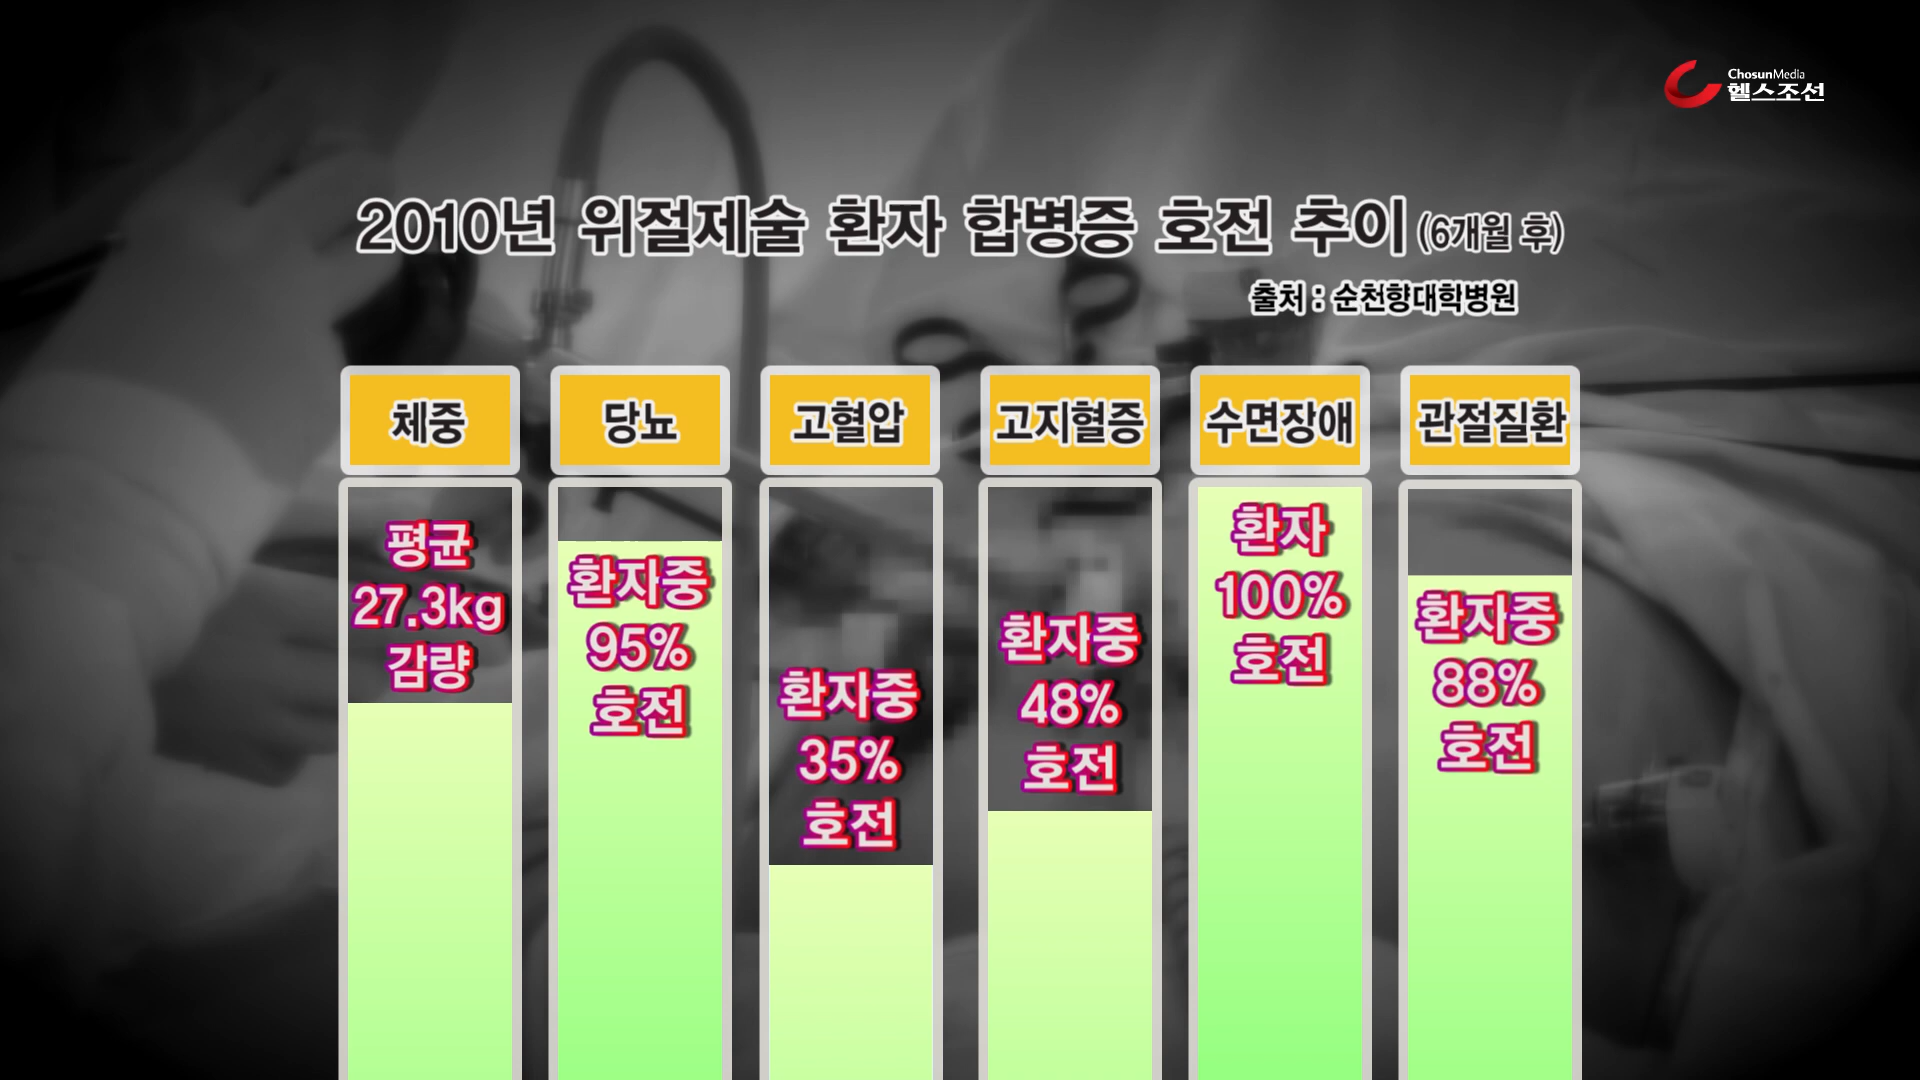 ChosunMedia
헬스조선
2010년 위절제술 환자 합병증 호전 추이 (6개월 후)
출처 : 순천향대학병원
체중
당뇨
고혈압
고지혈증
수면장애
관절질환
평균
27.3kg
감량
환자중
95%
호전
환자중
35%
호전
환자중
48%
호전
환자
100%
호전
환자중
88%
호전